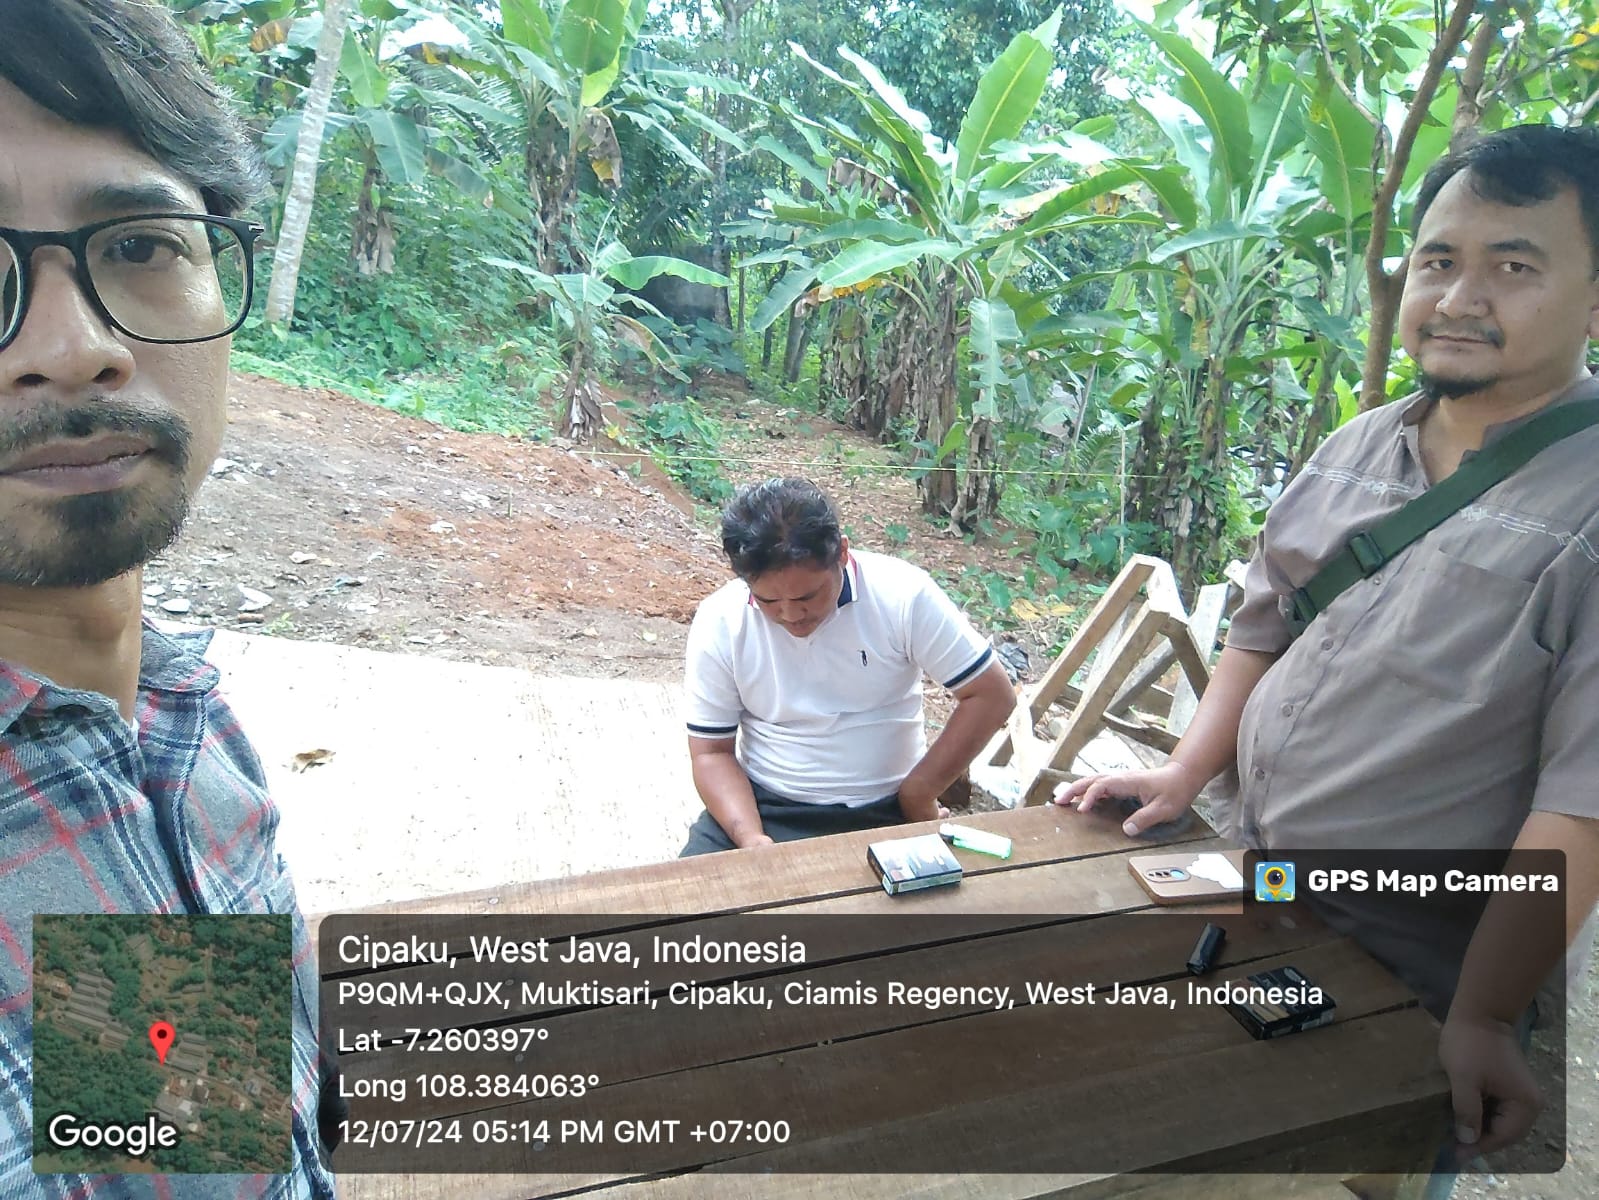 GPS Map Camera
Cipaku, West Java, Indonesia
P9QM+QJX, Muktisari, Cipaku, Ciamis Regency, West Java, Indonesia
Lat -7.260397°
Long 108.384063°
12/07/24 05:14 PM GMT +07:00
Google